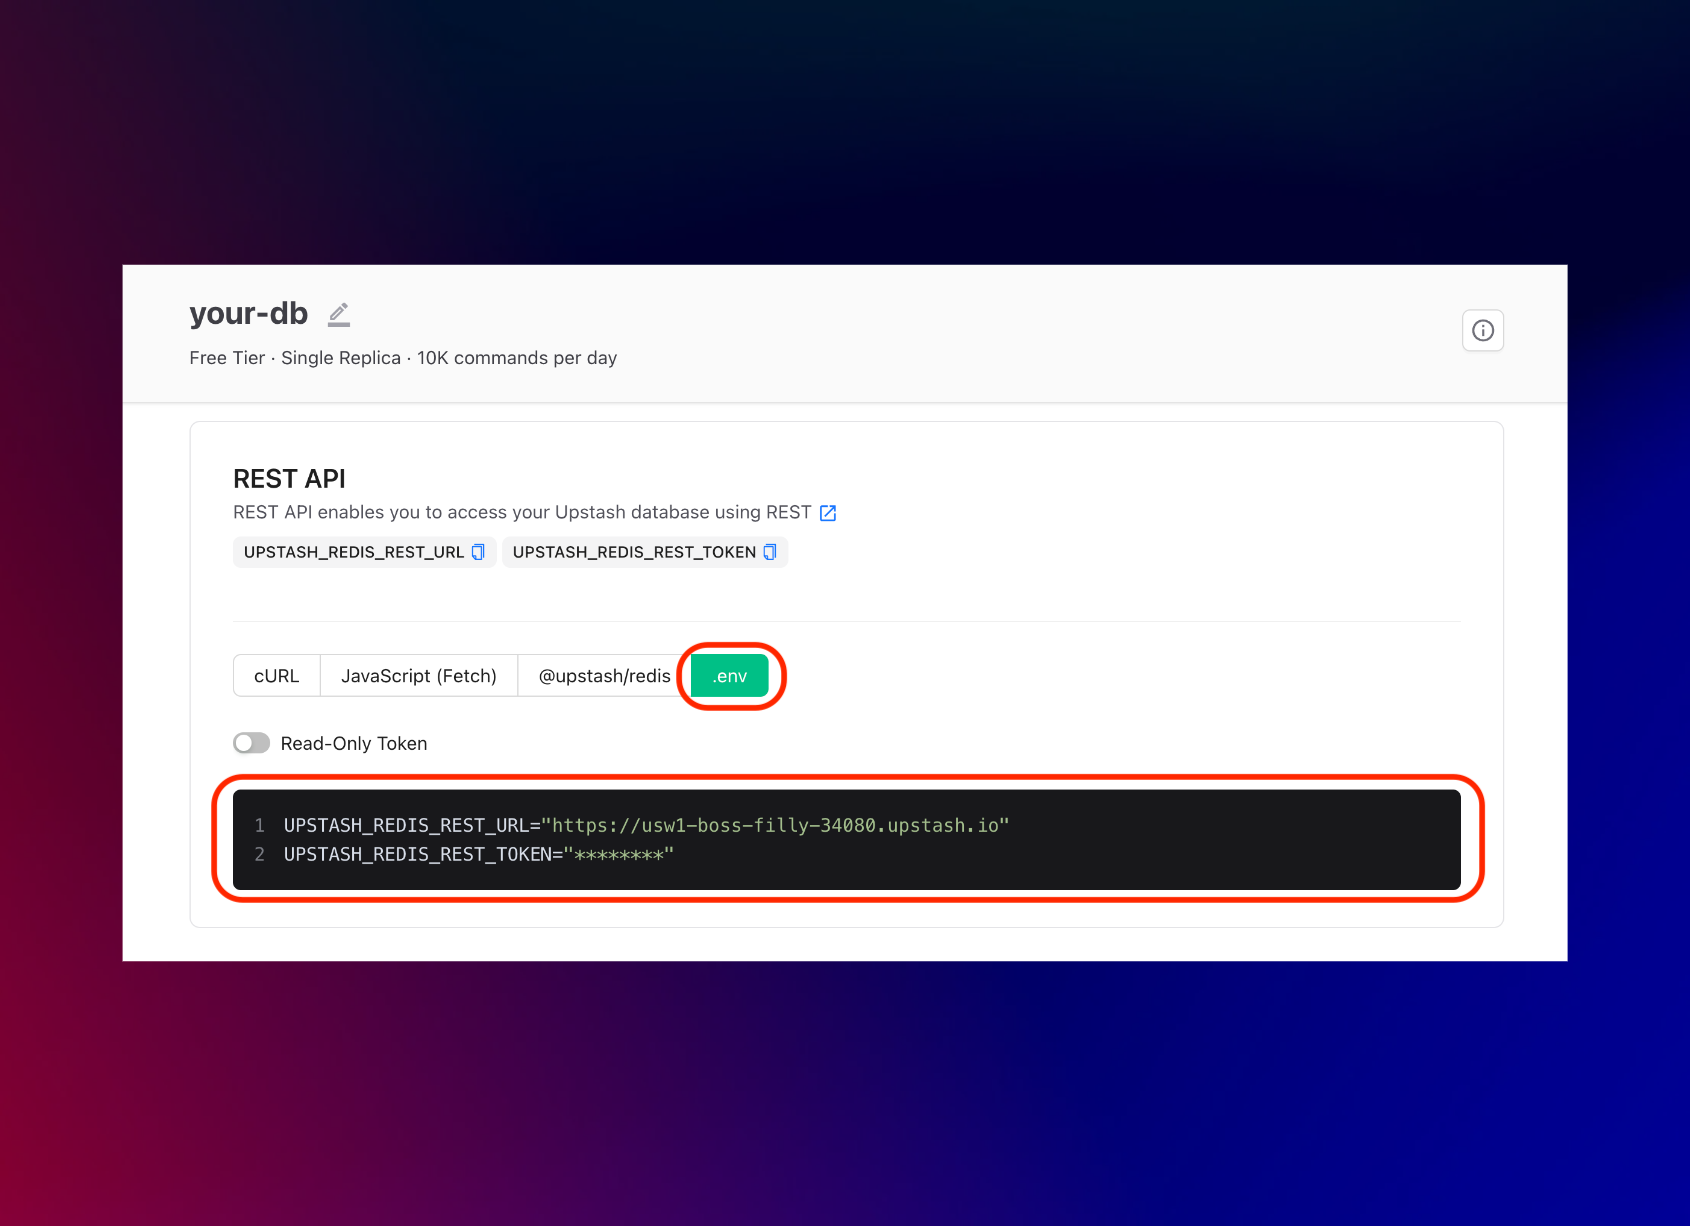 your-db
Free Tier · Single Replica · 10K commands per day
REST API
REST API enables you to access your Upstash database using REST
UPSTASH_REDIS_REST_URL UPSTASH_REDIS_REST_TOKEN
cURL JavaScript (Fetch) @upstash/redis .env
Read-Only Token
1 UPSTASH_REDIS_REST_URL="https://usw1-boss-filly-34080.upstash.io"
2 UPSTASH_REDIS_REST_TOKEN="********"